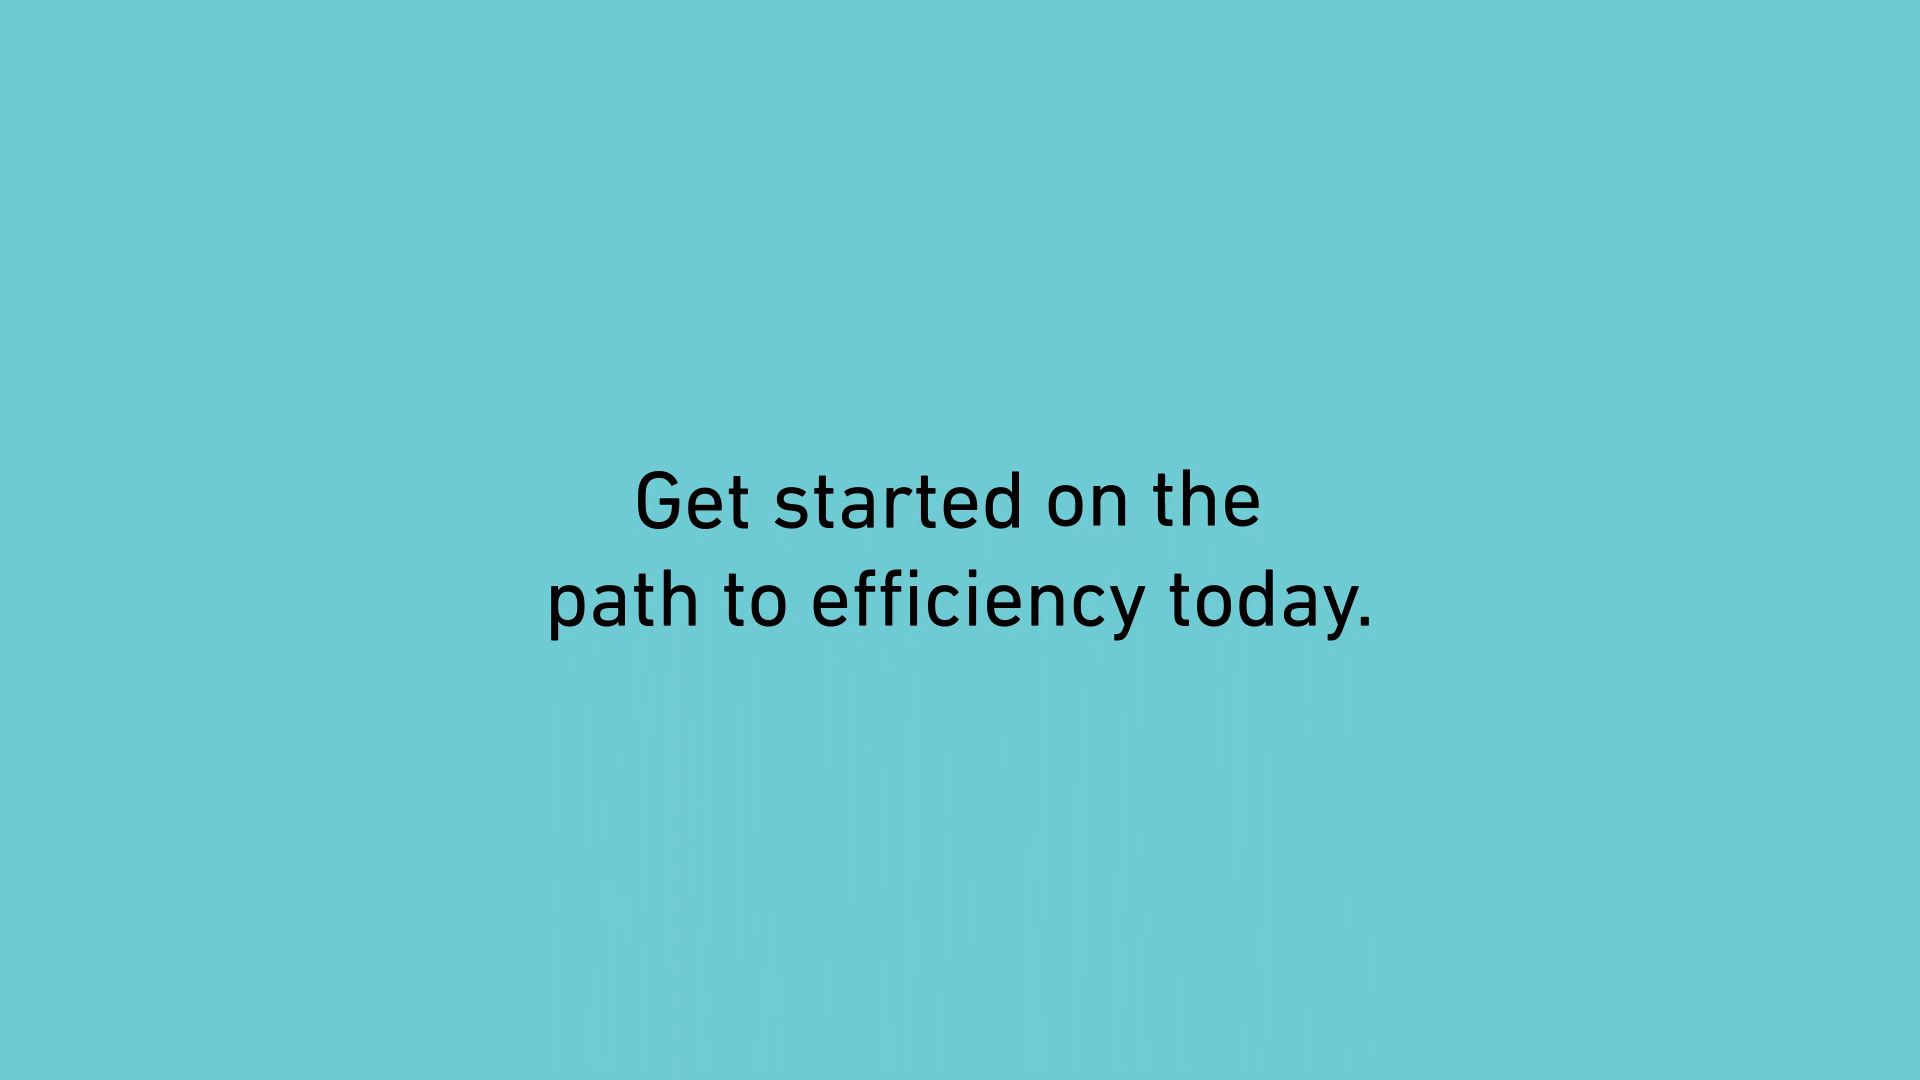 Get started on the
path to efficiency today.